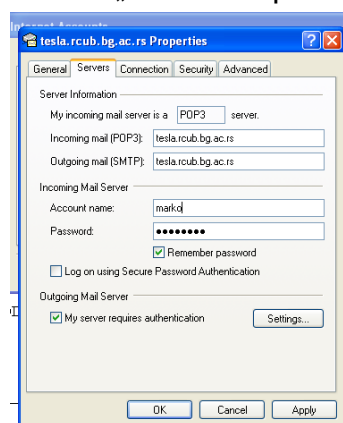 Internet Accounts
tesla.rcub.bg.ac.rs Properties
General Servers Connection Security Advanced
Server Information
My incoming mail server is a POP3 server.
Incoming mail (POP3): tesla.rcub.bg.ac.rs
Outgoing mail (SMTP): tesla.rcub.bg.ac.rs
Incoming Mail Server
Account name: marko
Password: ●●●●●●●●
Remember password
Log on using Secure Password Authentication
Outgoing Mail Server
My server requires authentication Settings...
OK Cancel Apply